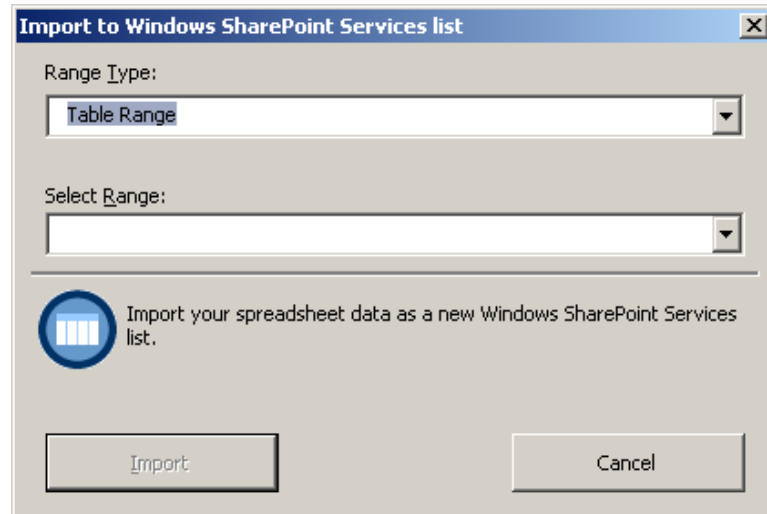 Import to Windows SharePoint Services list
Range Type:
Table Range
Select Range:
Import your spreadsheet data as a new Windows SharePoint Services
list.
Import
Cancel